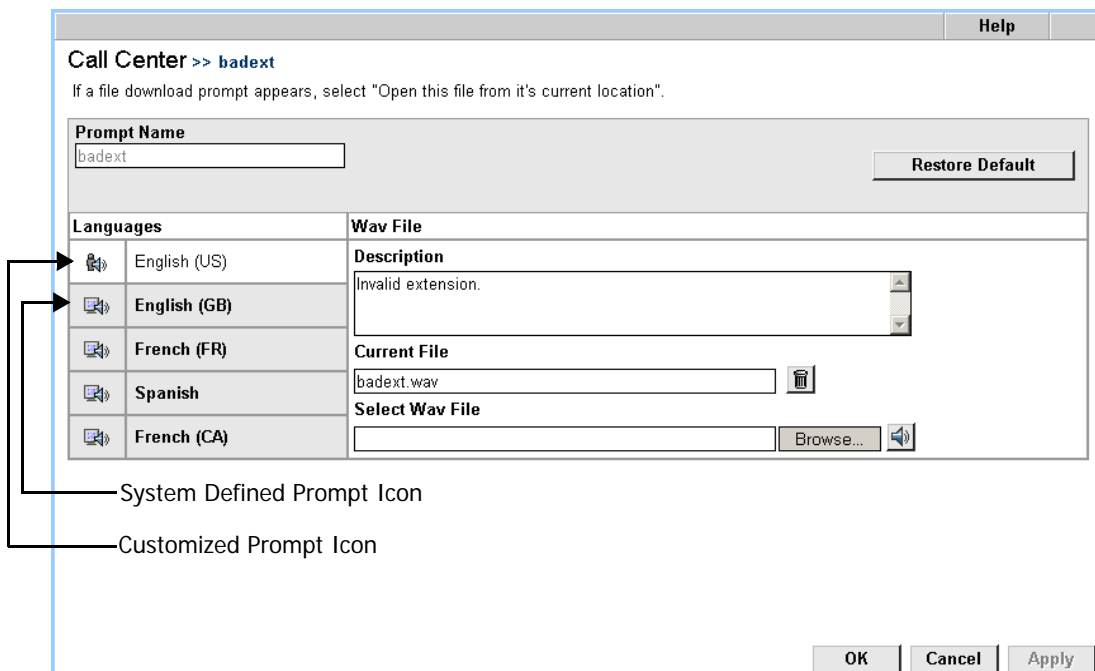 Help
Call Center >> badext
If a file download prompt appears, select "Open this file from it's current location".
Prompt Name
badext
Restore Default
Languages
Wav File
English (US)
Description
Invalid extension.
English (GB)
French (FR)
Current File
badext.wav
Spanish
Select Wav File
French (CA)
Browse...
System Defined Prompt Icon
Customized Prompt Icon
OK
Cancel
Apply